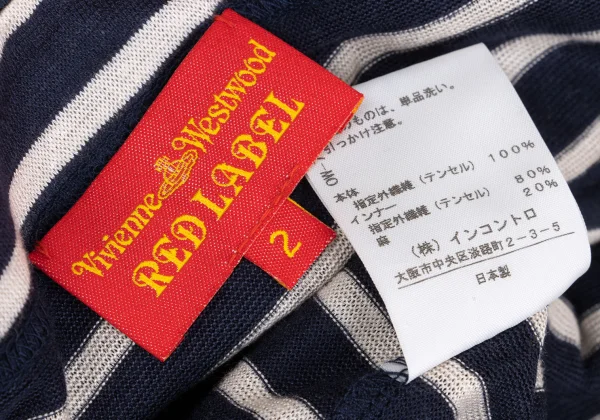 Vivienne Westwood
RED LABEL
2
のものは、単品洗い。
引っかけ注意。
本体
指定外繊維（テンセル） 100%
インナー
指定外繊維（テンセル） 80%
麻 20%
（株）インコントロ
大阪市中央区淡路町2-3-5
日本製